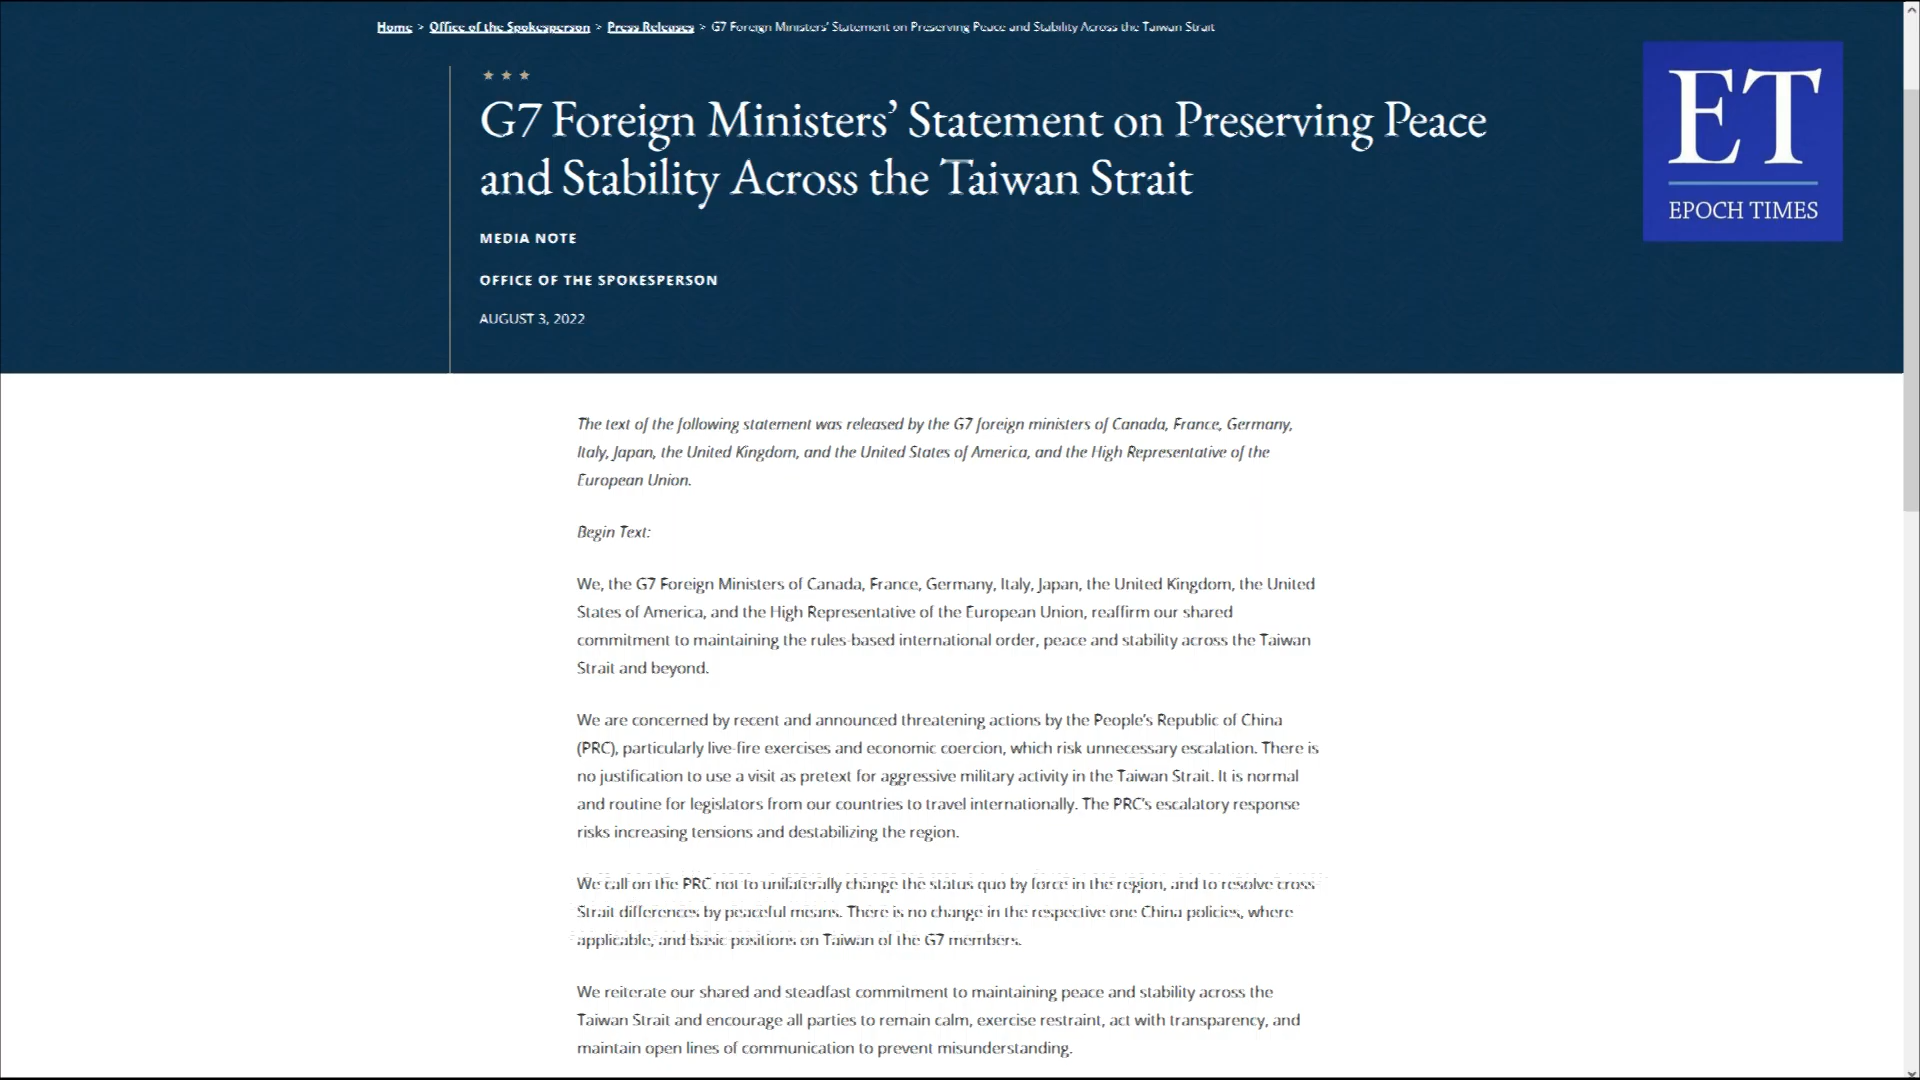 Home > Office of the Spokesperson > Press Releases > G7 Foreign Ministers' Statement on Preserving Peace and Stability Across the Taiwan Strait
G7 Foreign Ministers' Statement on Preserving Peace
and Stability Across the Taiwan Strait
ET
EPOCH TIMES
MEDIA NOTE
OFFICE OF THE SPOKESPERSON
AUGUST 3, 2022
The text of the following statement was released by the G7 foreign ministers of Canada, France, Germany,
Italy, Japan, the United Kingdom, and the United States of America, and the High Representative of the
European Union.
Begin Text:
We, the G7 Foreign Ministers of Canada, France, Germany, Italy, Japan, the United Kingdom, the United
States of America, and the High Representative of the European Union, reaffirm our shared
commitment to maintaining the rules-based international order, peace and stability across the Taiwan
Strait and beyond.
We are concerned by recent and announced threatening actions by the People's Republic of China
(PRC), particularly live-fire exercises and economic coercion, which risk unnecessary escalation. There is
no justification to use a visit as pretext for aggressive military activity in the Taiwan Strait. It is normal
and routine for legislators from our countries to travel internationally. The PRC's escalatory response
risks increasing tensions and destabilizing the region.
We call on the PRC not to unilaterally change the status quo by force in the region, and to resolve cross-
Strait differences by peaceful means. There is no change in the respective one China policies, where
applicable, and basic positions on Taiwan of the G7 members.
We reiterate our shared and steadfast commitment to maintaining peace and stability across the
Taiwan Strait and encourage all parties to remain calm, exercise restraint, act with transparency, and
maintain open lines of communication to prevent misunderstanding.